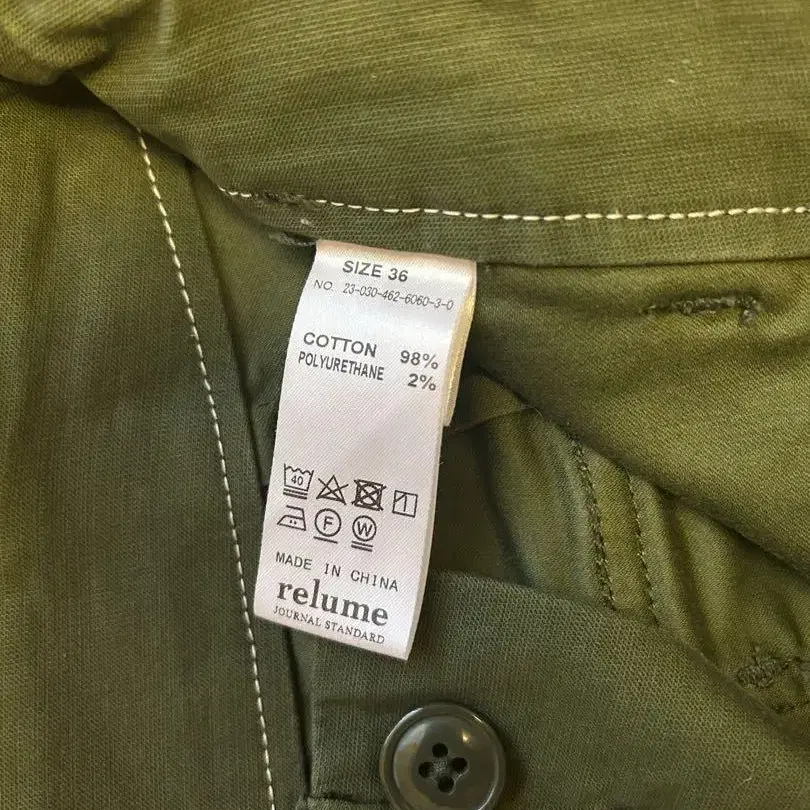 SIZE 36
NO. 23-030-462-6060-3-0
COTTON 98%
POLYURETHANE 2%
40
F W
MADE IN CHINA
relume
JOURNAL STANDARD